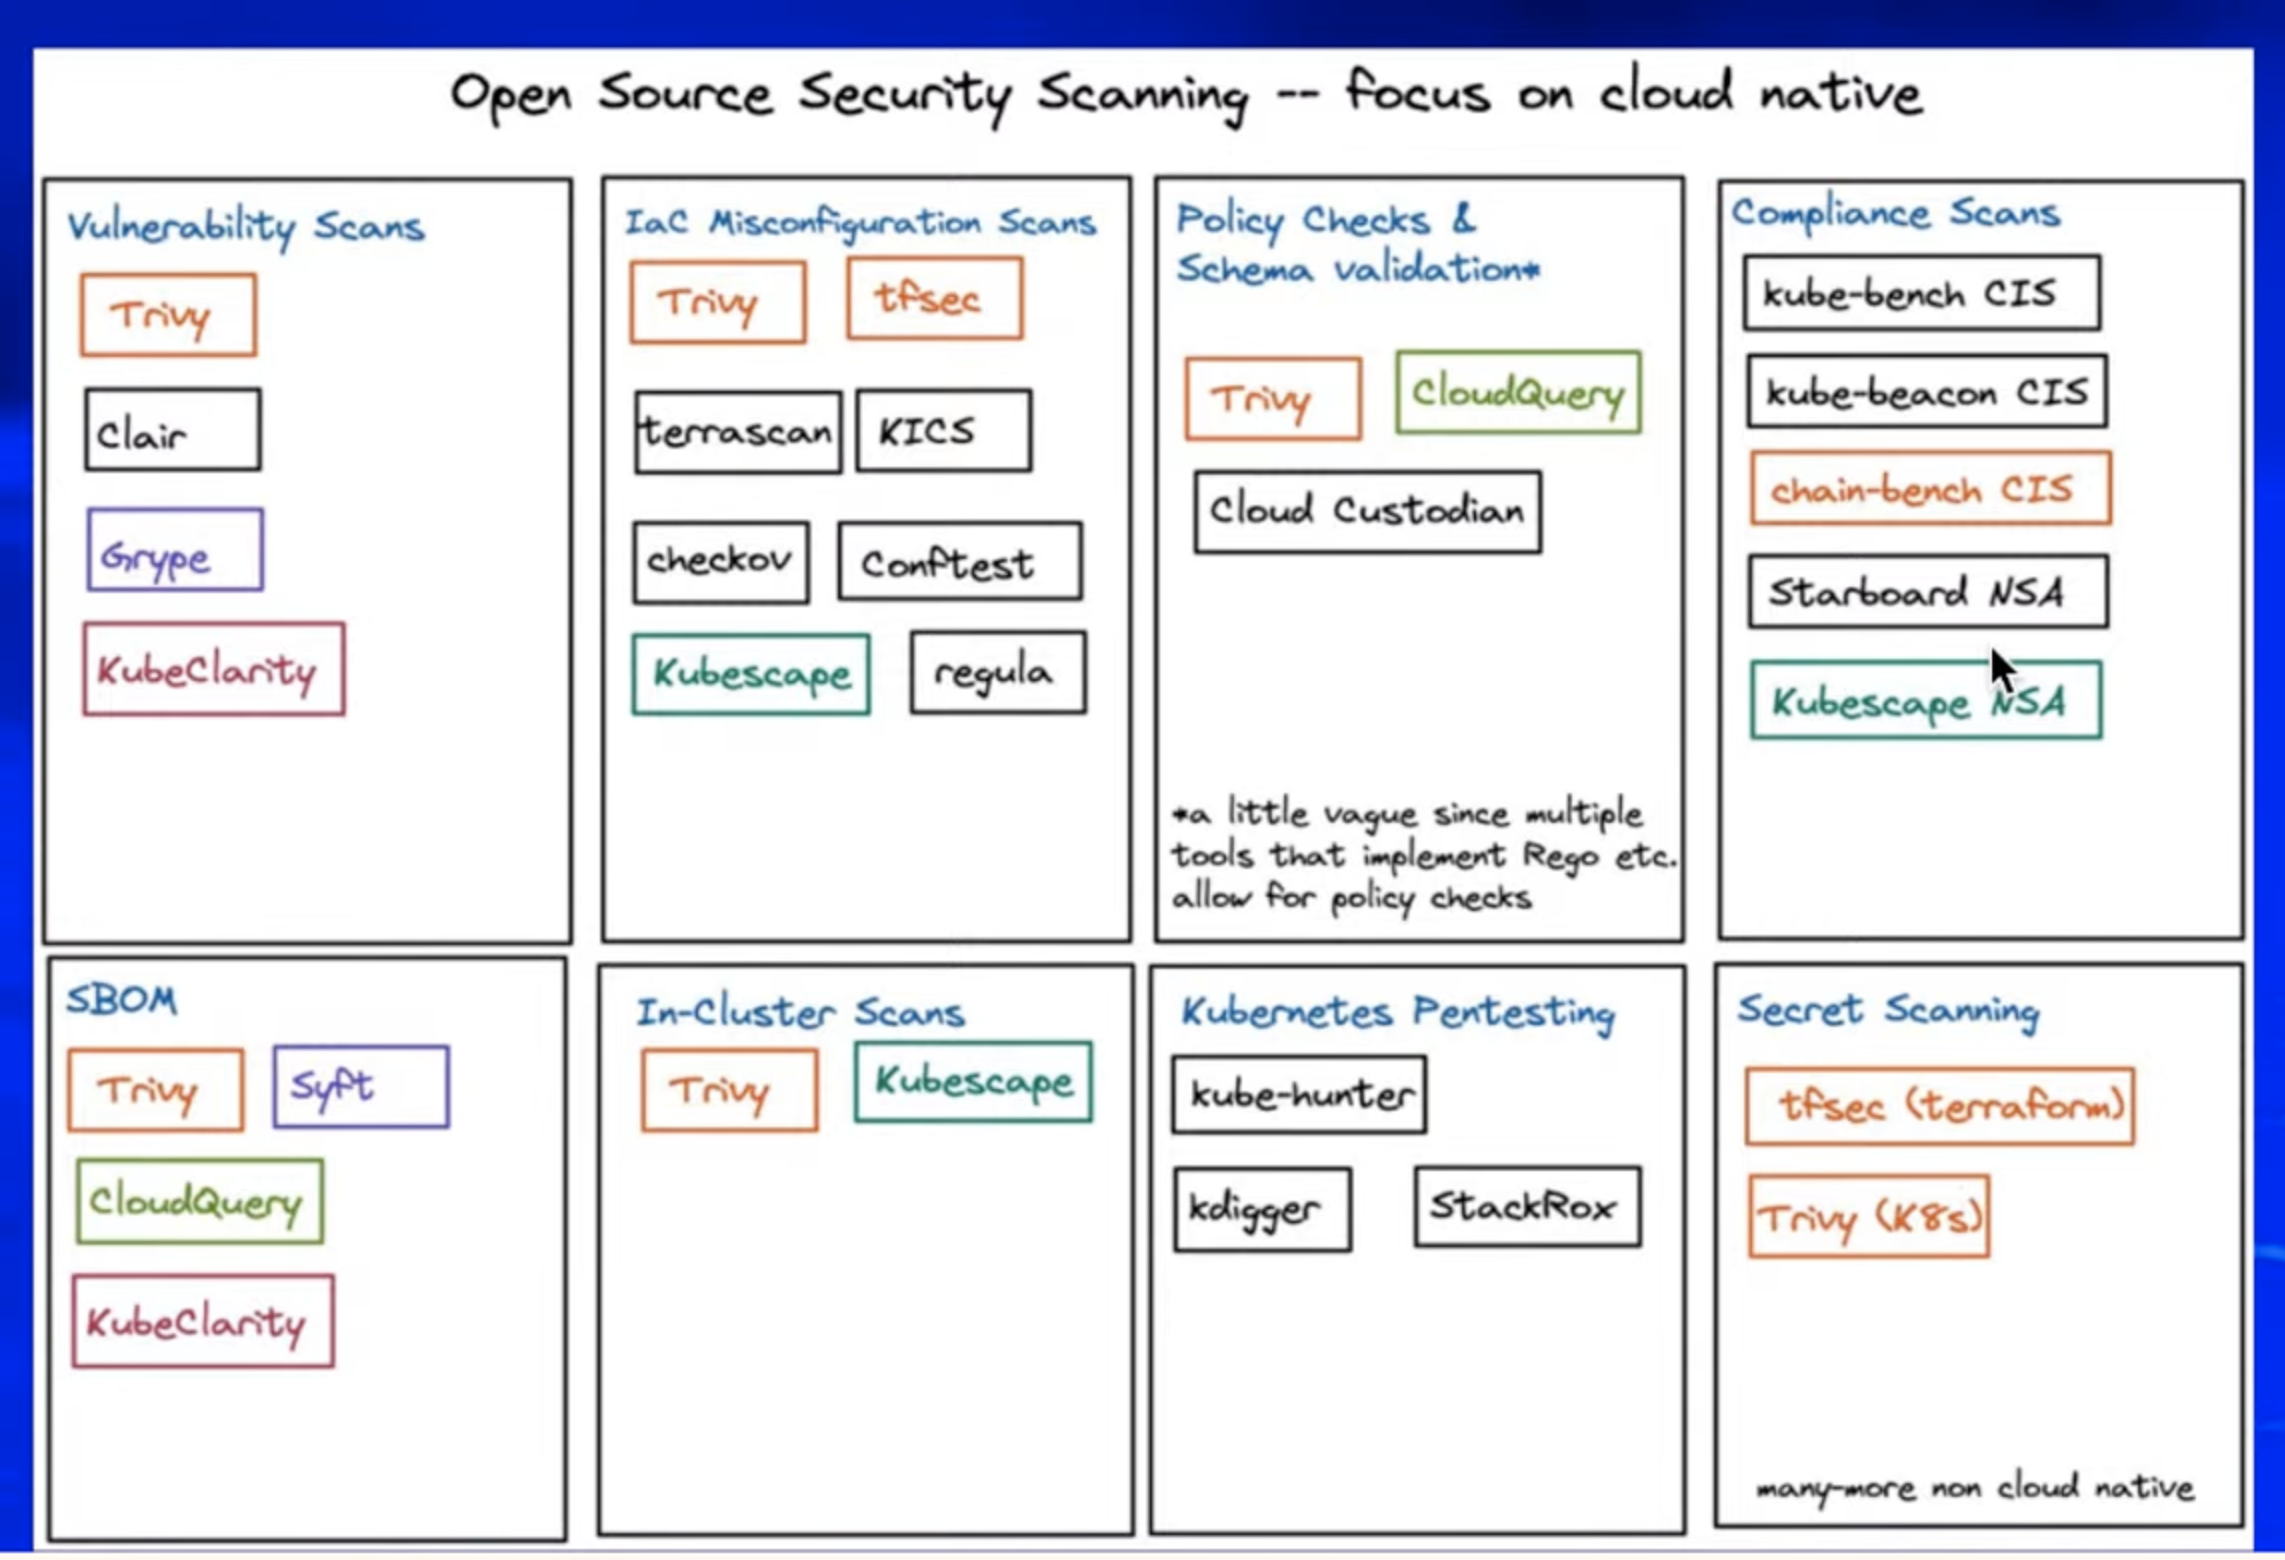 Open Source Security Scanning -- focus on cloud native
Vulnerability Scans
Trivy
Clair
Grype
KubeClarity
IaC Misconfiguration Scans
Trivy
tfsec
terrascan
KICS
checkov
Conftest
Kubescape
regula
Policy Checks &
Schema validation*
Trivy
CloudQuery
Cloud Custodian
*a little vague since multiple
tools that implement Rego etc.
allow for policy checks
Compliance Scans
kube-bench CIS
kube-beacon CIS
chain-bench CIS
Starboard NSA
Kubescape NSA
SBOM
Trivy
Syft
CloudQuery
KubeClarity
In-Cluster Scans
Trivy
Kubescape
Kubernetes Pentesting
kube-hunter
kdigger
StackRox
Secret Scanning
tfsec (terraform)
Trivy (K8s)
many-more non cloud native